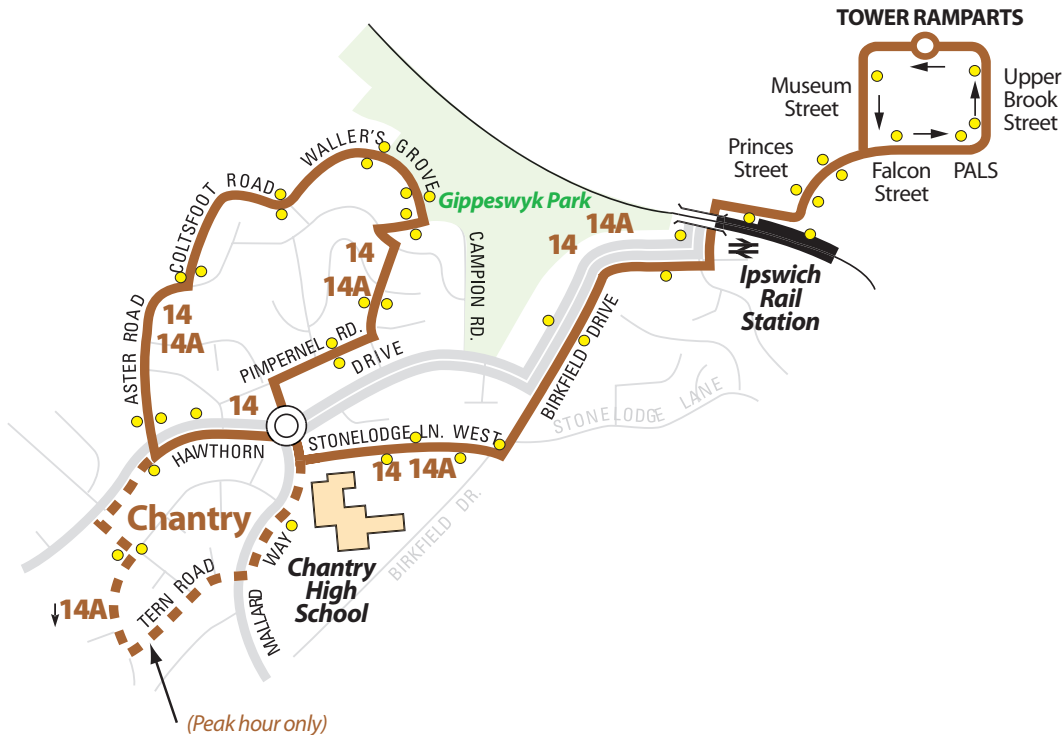 TOWER RAMPARTS
Museum
Street
Upper
Brook
Street
Princes
Street
Falcon
Street
PALS
WALLER'S GROVE
COLTSFOOT ROAD
Gippeswyk Park
14A
14
14
14A
CAMPION RD.
Ipswich
Rail
Station
ASTER ROAD
14
14A
PIMPERNEL RD.
DRIVE
BIRKFIELD DRIVE
STONELODGE LANE
14
HAWTHORN
STONELODGE LN. WEST
14 14A
Chantry
BIRKFIELD DR.
WAY
MALLARD
Chantry
High
School
TERN ROAD
14A
(Peak hour only)